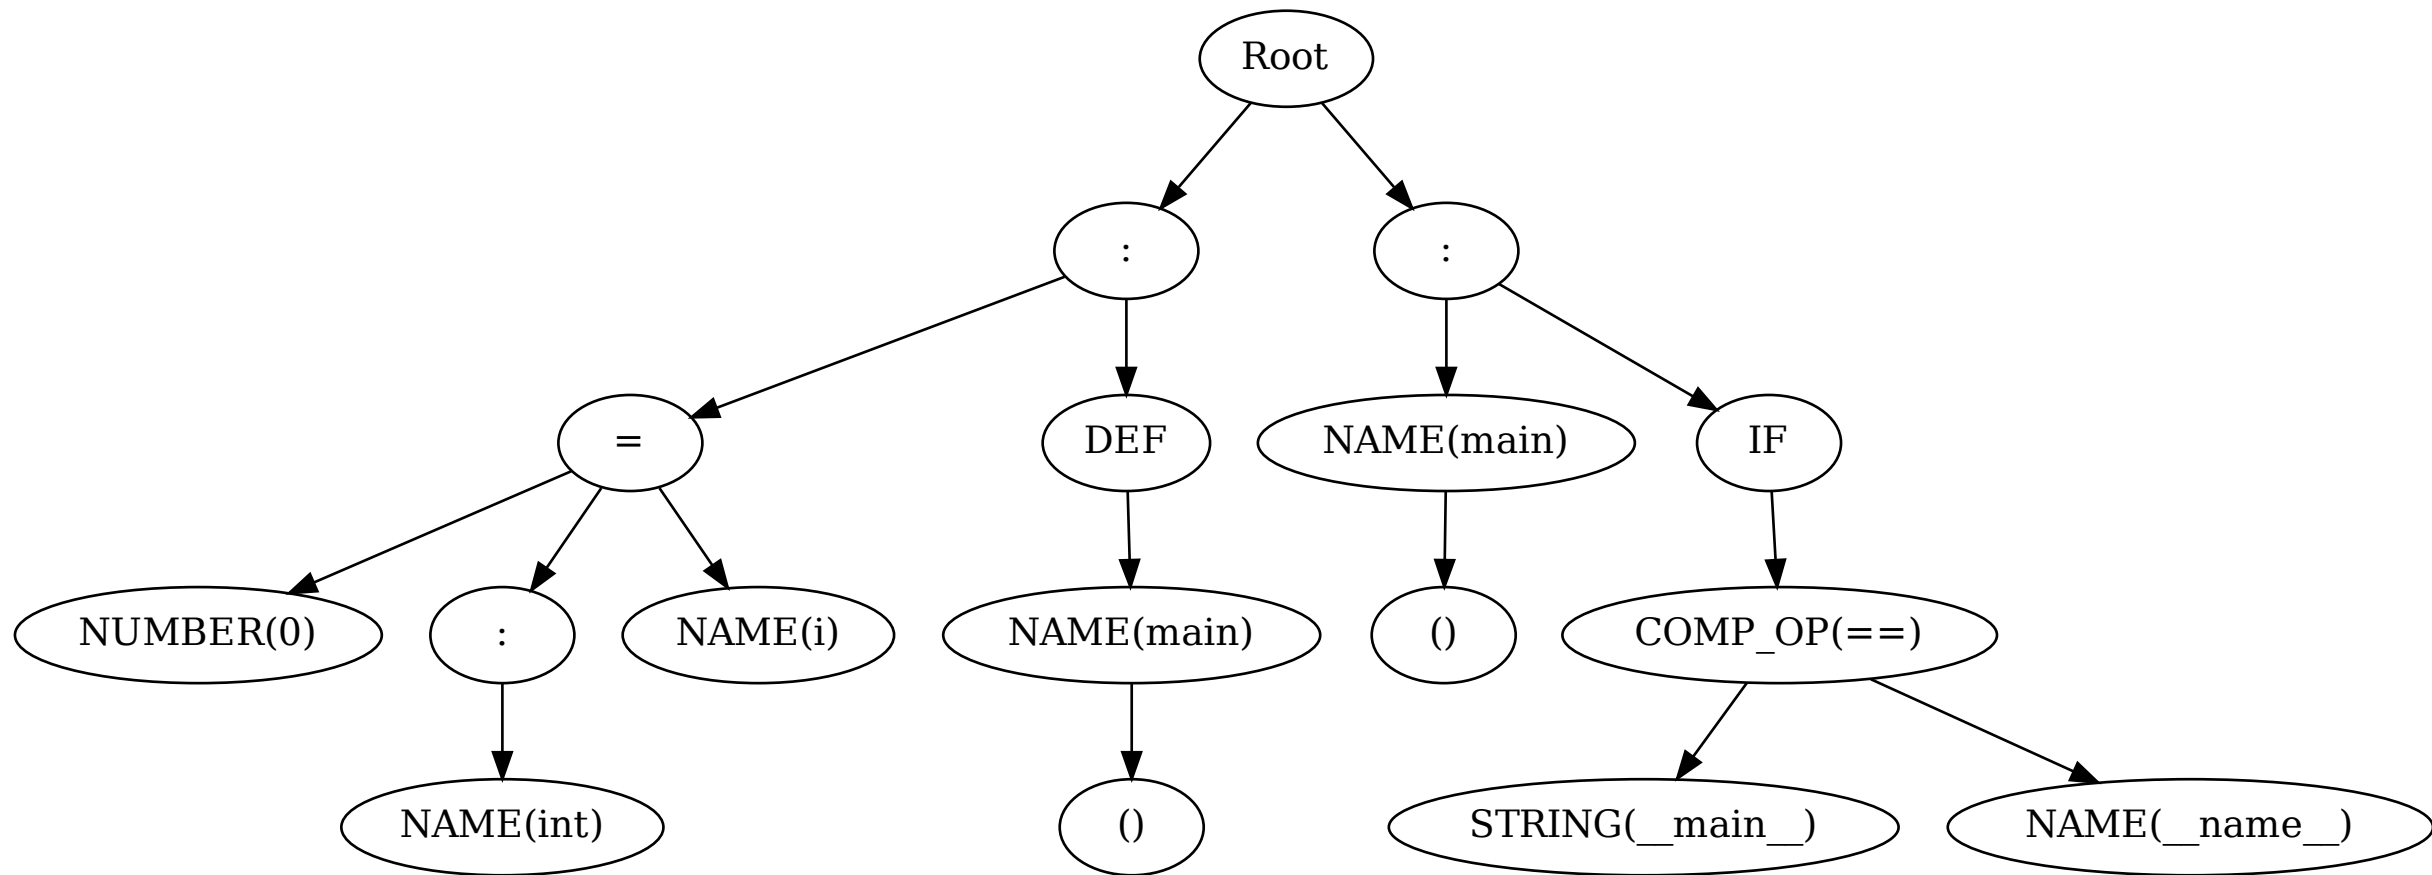 Root
: :
= DEF NAME(main) IF
NUMBER(0) : NAME(i) NAME(main) () COMP_OP(==)
NAME(int) () STRING(__main__) NAME(__name__)